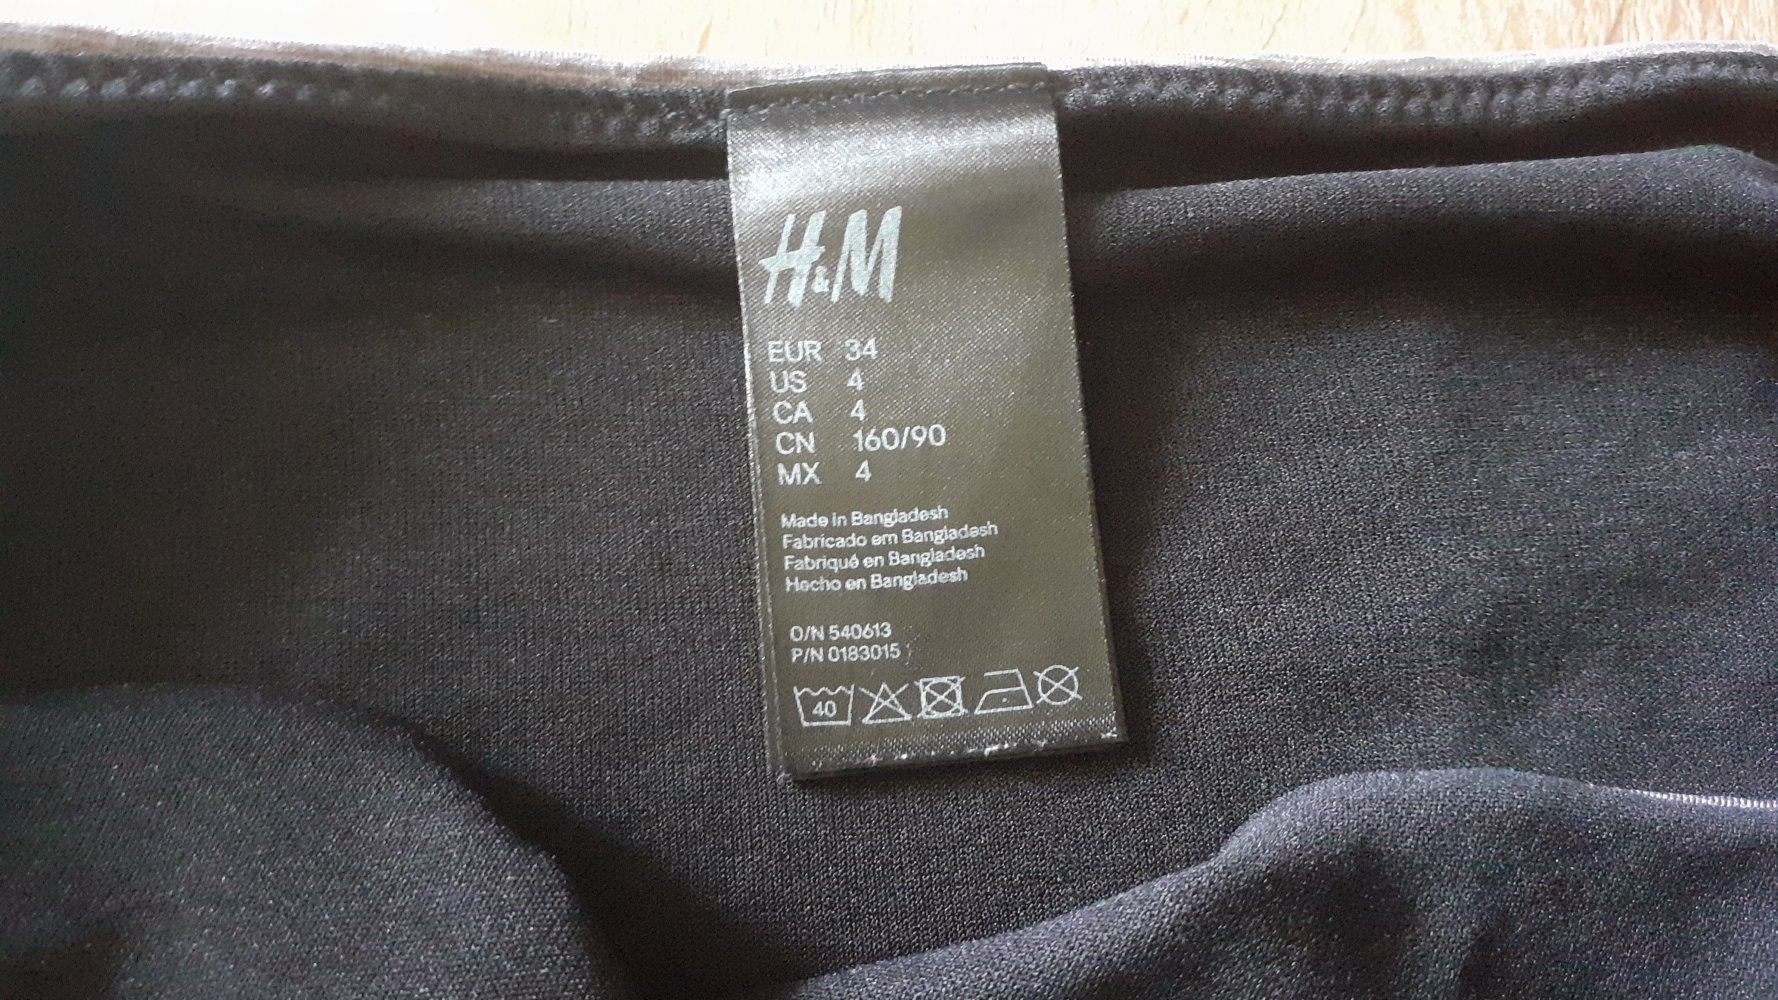 H&M
EUR 34
US 4
CA 4
CN 160/90
MX 4
Made in Bangladesh
Fabricado em Bangladesh
Fabriqué en Bangladesh
Hecho en Bangladesh
O/N 540613
P/N 0183015
40